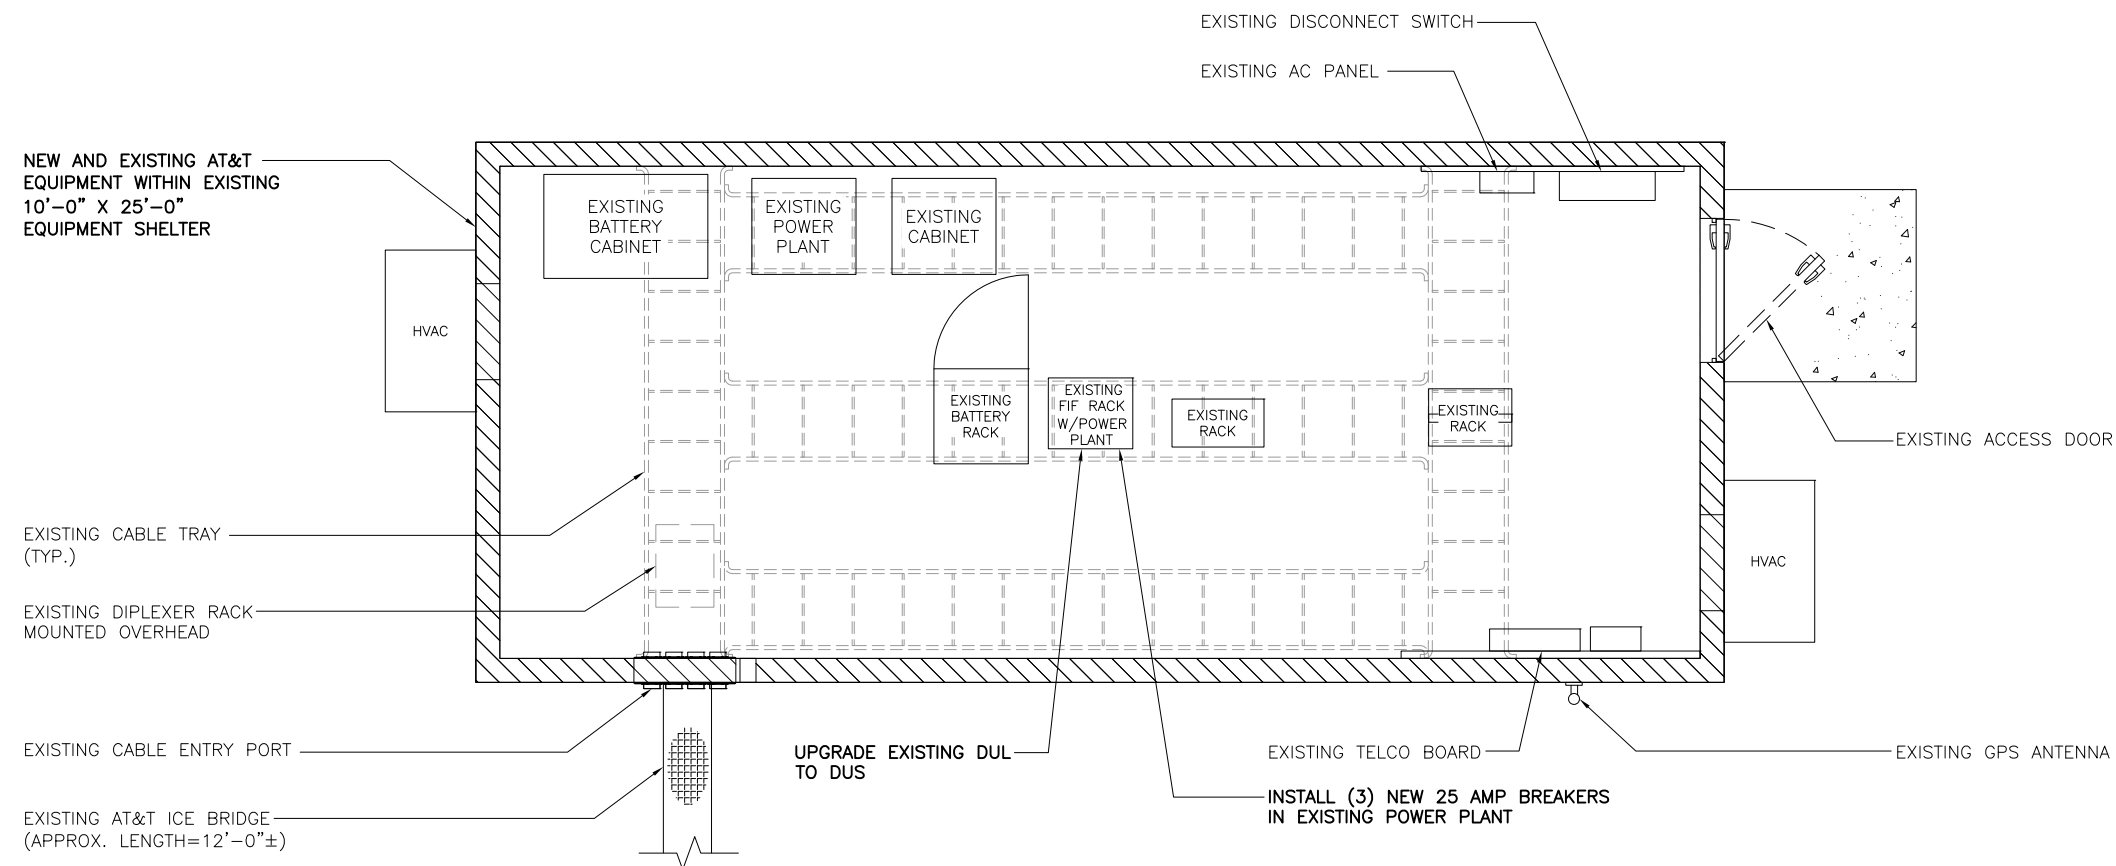 EXISTING DISCONNECT SWITCH
EXISTING AC PANEL
NEW AND EXISTING AT&T
EQUIPMENT WITHIN EXISTING
10'-0" X 25'-0"
EQUIPMENT SHELTER
EXISTING
BATTERY
CABINET
EXISTING
POWER
PLANT
EXISTING
CABINET
HVAC
EXISTING
BATTERY
RACK
EXISTING
FIF RACK
W/POWER
PLANT
EXISTING
RACK
EXISTING
RACK
EXISTING ACCESS DOOR
EXISTING CABLE TRAY
(TYP.)
HVAC
EXISTING DIPLEXER RACK
MOUNTED OVERHEAD
EXISTING CABLE ENTRY PORT
UPGRADE EXISTING DUL
TO DUS
EXISTING TELCO BOARD
EXISTING GPS ANTENNA
INSTALL (3) NEW 25 AMP BREAKERS
IN EXISTING POWER PLANT
EXISTING AT&T ICE BRIDGE
(APPROX. LENGTH=12'-0"±)